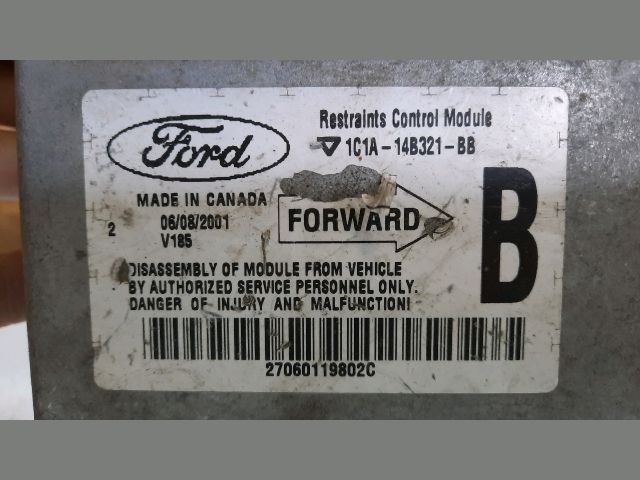 Ford
Restraints Control Module
1C1A-14B321-BB
MADE IN CANADA
06/08/2001
2
V185
FORWARD
B
DISASSEMBLY OF MODULE FROM VEHICLE
BY AUTHORIZED SERVICE PERSONNEL ONLY.
DANGER OF INJURY AND MALFUNCTION!
27060119802C